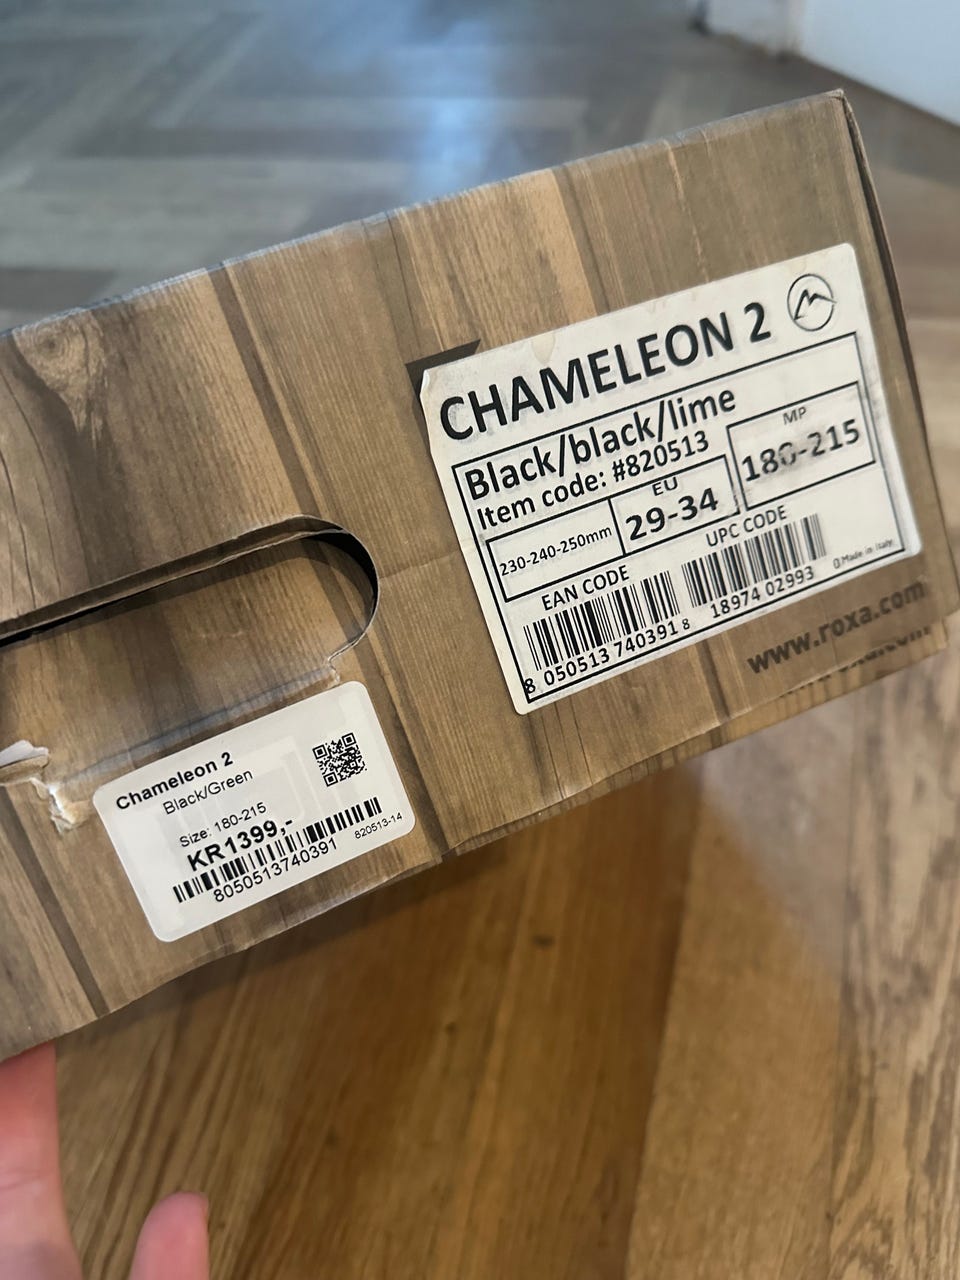 CHAMELEON 2
Black/black/lime
Item code: #820513
230-240-250mm
EU
29-34
MP
180-215
EAN CODE
8 050513 740391 8
UPC CODE
18974 02993
Made in Italy
www.roxa.com
Chameleon 2
Black/Green
Size: 180-215
KR1399,-
820513-14
8050513740391